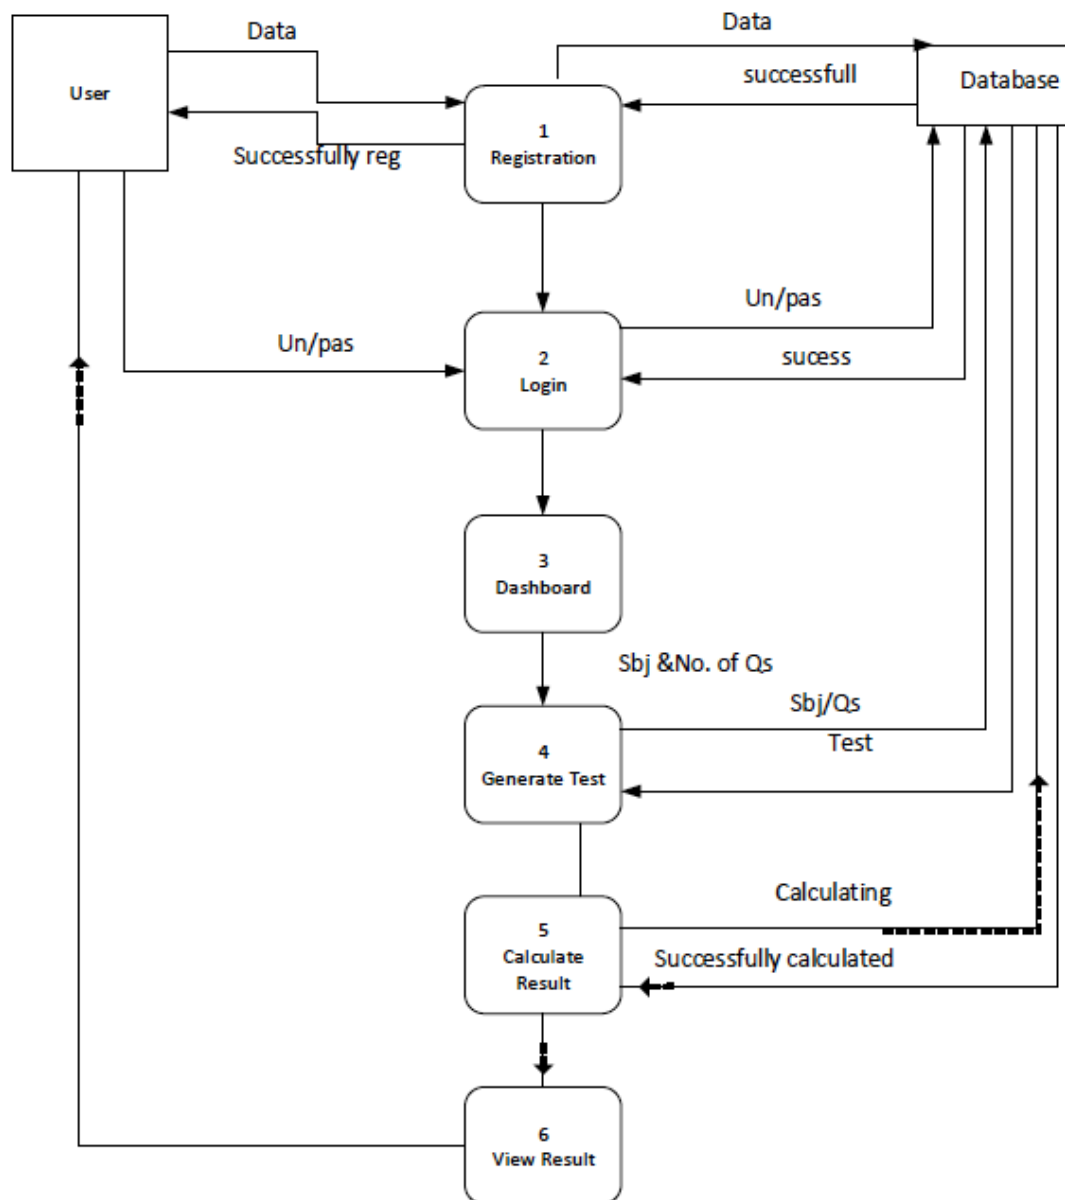 Data
Data
User
successfull
Database
1
Registration
Successfully reg
Un/pas
Un/pas
2
Login
sucess
3
Dashboard
Sbj &No. of Qs
Sbj/Qs
4
Generate Test
Test
Calculating
5
Calculate
Result
Successfully calculated
6
View Result